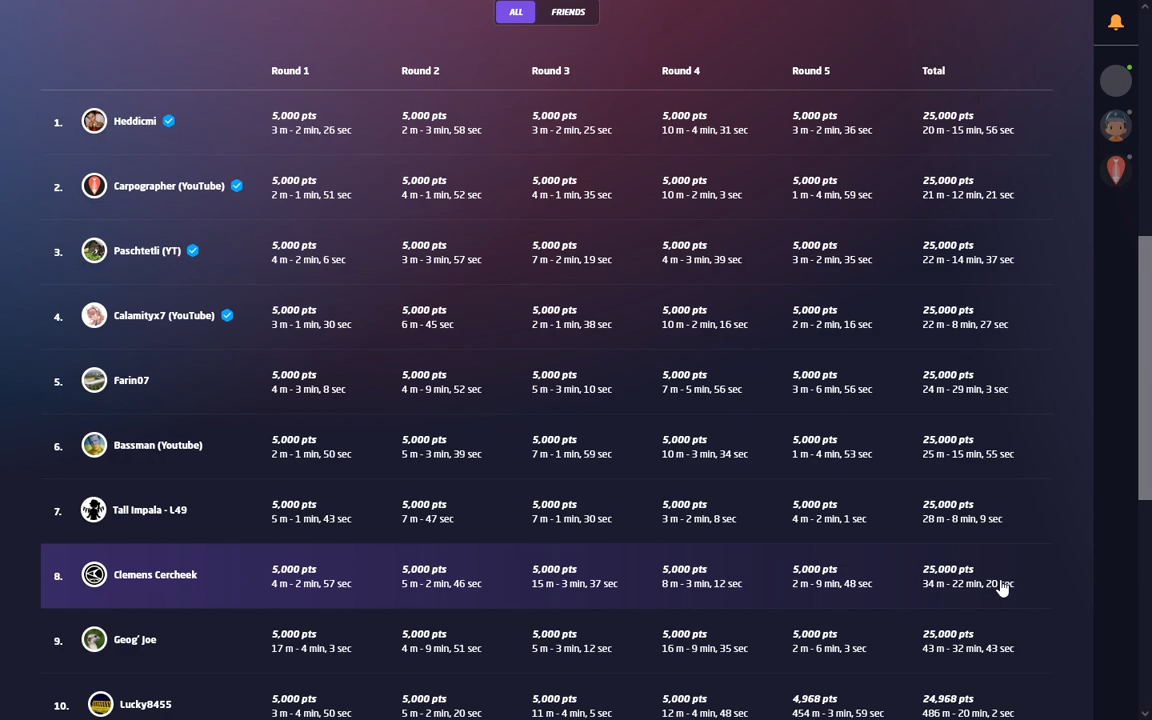 ALL FRIENDS
Round 1 Round 2 Round 3 Round 4 Round 5 Total
1. Heddicmi 5,000 pts 5,000 pts 5,000 pts 5,000 pts 5,000 pts 25,000 pts
3 m - 2 min, 26 sec 2 m - 3 min, 58 sec 3 m - 2 min, 25 sec 10 m - 4 min, 31 sec 3 m - 2 min, 36 sec 20 m - 15 min, 56 sec
2. Carpographer (YouTube) 5,000 pts 5,000 pts 5,000 pts 5,000 pts 5,000 pts 25,000 pts
2 m - 1 min, 51 sec 4 m - 1 min, 52 sec 4 m - 1 min, 35 sec 10 m - 2 min, 3 sec 1 m - 4 min, 59 sec 21 m - 12 min, 21 sec
3. Paschtetli (YT) 5,000 pts 5,000 pts 5,000 pts 5,000 pts 5,000 pts 25,000 pts
4 m - 2 min, 6 sec 3 m - 3 min, 57 sec 7 m - 2 min, 19 sec 4 m - 3 min, 39 sec 3 m - 2 min, 35 sec 22 m - 14 min, 37 sec
4. Calamityx7 (YouTube) 5,000 pts 5,000 pts 5,000 pts 5,000 pts 5,000 pts 25,000 pts
3 m - 1 min, 30 sec 6 m - 45 sec 2 m - 1 min, 38 sec 10 m - 2 min, 16 sec 2 m - 2 min, 16 sec 22 m - 8 min, 27 sec
5. Farin07 5,000 pts 5,000 pts 5,000 pts 5,000 pts 5,000 pts 25,000 pts
4 m - 3 min, 8 sec 4 m - 9 min, 52 sec 5 m - 3 min, 10 sec 7 m - 5 min, 56 sec 3 m - 6 min, 56 sec 24 m - 29 min, 3 sec
6. Bassman (Youtube) 5,000 pts 5,000 pts 5,000 pts 5,000 pts 5,000 pts 25,000 pts
2 m - 1 min, 50 sec 5 m - 3 min, 39 sec 7 m - 1 min, 59 sec 10 m - 3 min, 34 sec 1 m - 4 min, 53 sec 25 m - 15 min, 55 sec
7. Tall Impala - L49 5,000 pts 5,000 pts 5,000 pts 5,000 pts 5,000 pts 25,000 pts
5 m - 1 min, 43 sec 7 m - 47 sec 7 m - 1 min, 30 sec 3 m - 2 min, 8 sec 4 m - 2 min, 1 sec 28 m - 8 min, 9 sec
8. Clemens Cercheek 5,000 pts 5,000 pts 5,000 pts 5,000 pts 5,000 pts 25,000 pts
4 m - 2 min, 57 sec 5 m - 2 min, 46 sec 15 m - 3 min, 37 sec 8 m - 3 min, 12 sec 2 m - 9 min, 48 sec 34 m - 22 min, 20 sec
9. Geog' Joe 5,000 pts 5,000 pts 5,000 pts 5,000 pts 5,000 pts 25,000 pts
17 m - 4 min, 3 sec 4 m - 9 min, 51 sec 5 m - 3 min, 12 sec 16 m - 9 min, 35 sec 2 m - 6 min, 3 sec 43 m - 32 min, 43 sec
10. Lucky8455 5,000 pts 5,000 pts 5,000 pts 5,000 pts 4,968 pts 24,968 pts
3 m - 4 min, 50 sec 5 m - 2 min, 20 sec 11 m - 4 min, 5 sec 12 m - 4 min, 48 sec 454 m - 3 min, 59 sec 486 m - 20 min, 2 sec